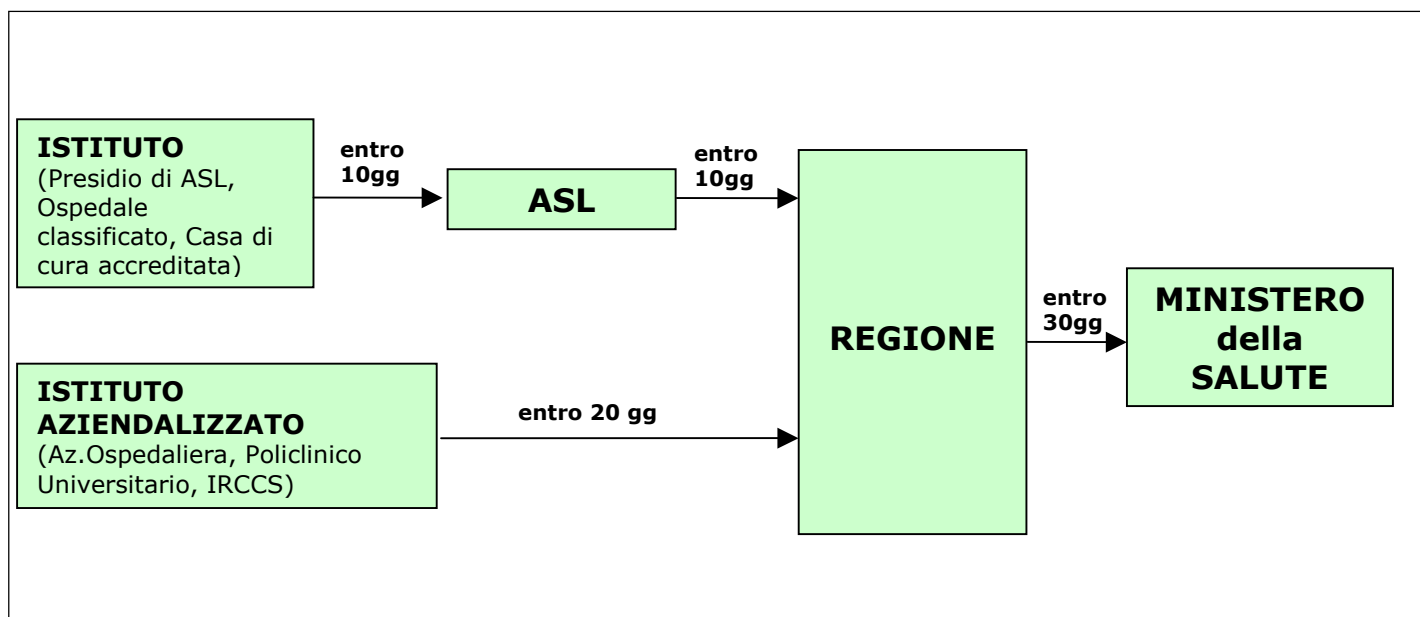 ISTITUTO
(Presidio di ASL,
Ospedale
classificato, Casa di
cura accreditata)
entro
10gg
ASL
entro
10gg
REGIONE
entro
30gg
MINISTERO
della
SALUTE
ISTITUTO
AZIENDALIZZATO
(Az.Ospedaliera, Policlinico
Universitario, IRCCS)
entro 20 gg